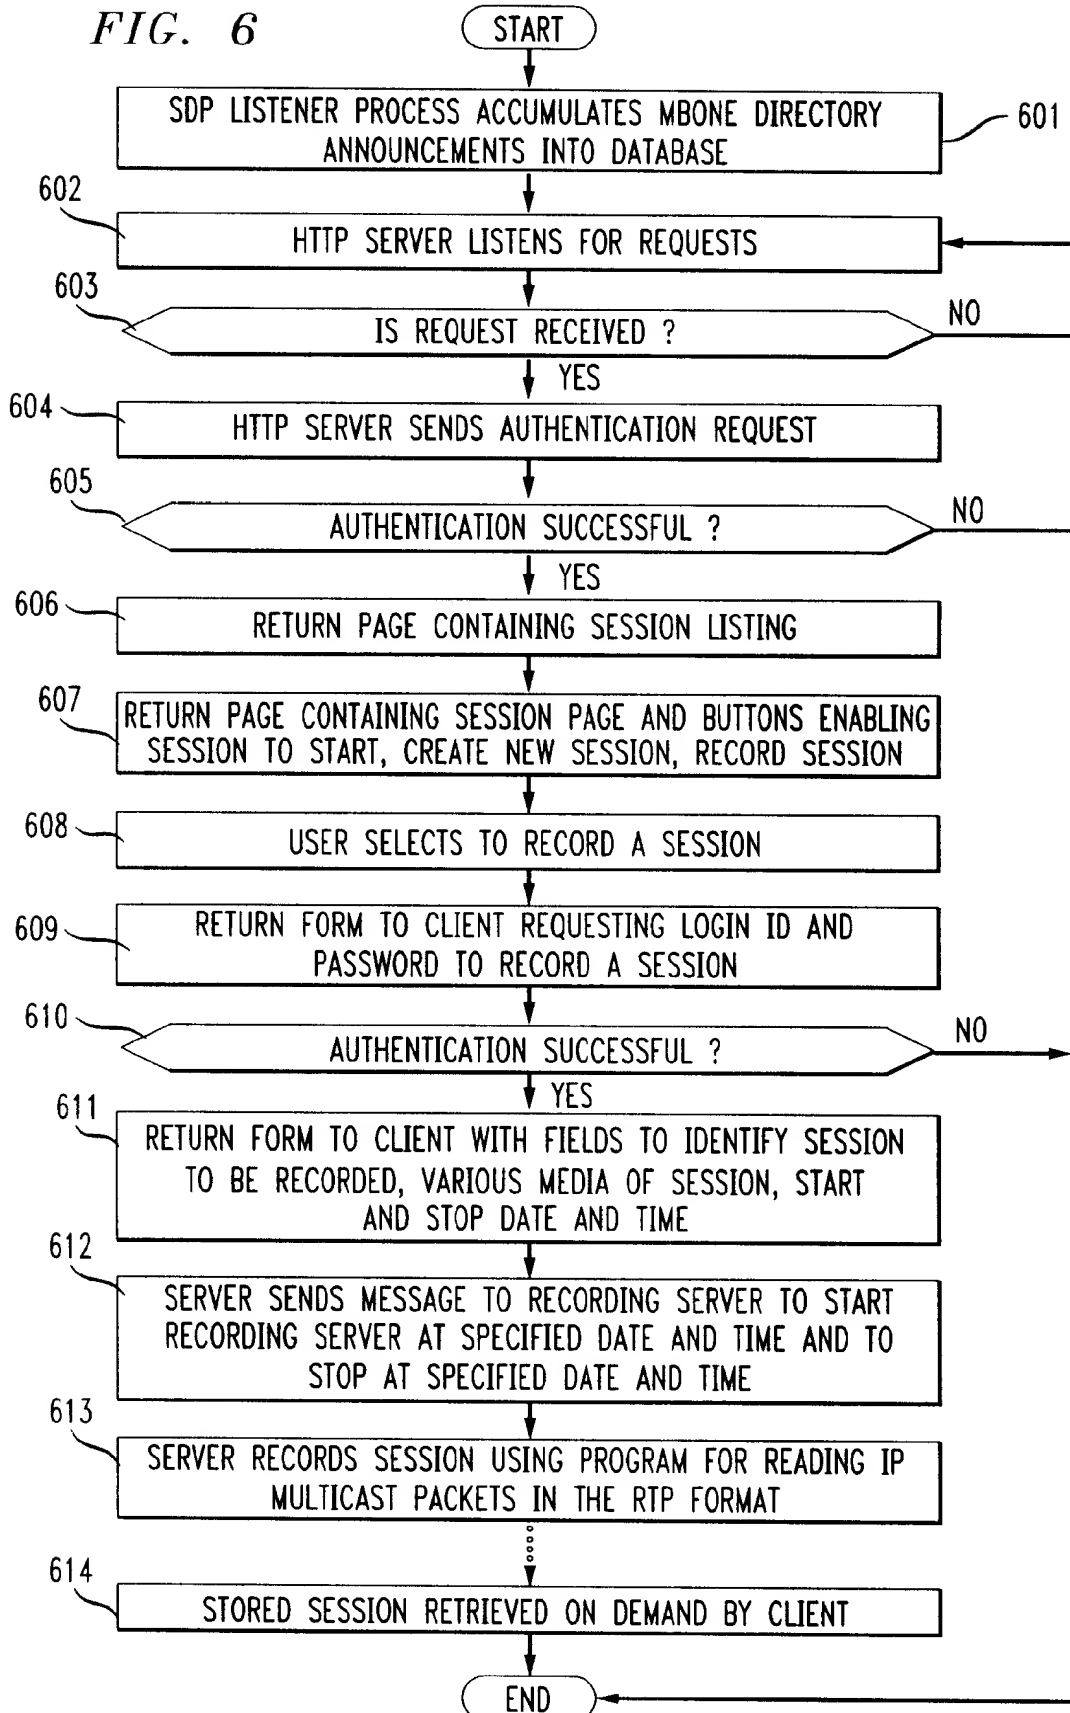 FIG. 6
START
SDP LISTENER PROCESS ACCUMULATES MBONE DIRECTORY
ANNOUNCEMENTS INTO DATABASE
601
602
HTTP SERVER LISTENS FOR REQUESTS
603
IS REQUEST RECEIVED ?
NO
YES
604
HTTP SERVER SENDS AUTHENTICATION REQUEST
605
AUTHENTICATION SUCCESSFUL ?
NO
YES
606
RETURN PAGE CONTAINING SESSION LISTING
607
RETURN PAGE CONTAINING SESSION PAGE AND BUTTONS ENABLING
SESSION TO START, CREATE NEW SESSION, RECORD SESSION
608
USER SELECTS TO RECORD A SESSION
609
RETURN FORM TO CLIENT REQUESTING LOGIN ID AND
PASSWORD TO RECORD A SESSION
610
AUTHENTICATION SUCCESSFUL ?
NO
YES
611
RETURN FORM TO CLIENT WITH FIELDS TO IDENTIFY SESSION
TO BE RECORDED, VARIOUS MEDIA OF SESSION, START
AND STOP DATE AND TIME
612
SERVER SENDS MESSAGE TO RECORDING SERVER TO START
RECORDING SERVER AT SPECIFIED DATE AND TIME AND TO
STOP AT SPECIFIED DATE AND TIME
613
SERVER RECORDS SESSION USING PROGRAM FOR READING IP
MULTICAST PACKETS IN THE RTP FORMAT
614
STORED SESSION RETRIEVED ON DEMAND BY CLIENT
END